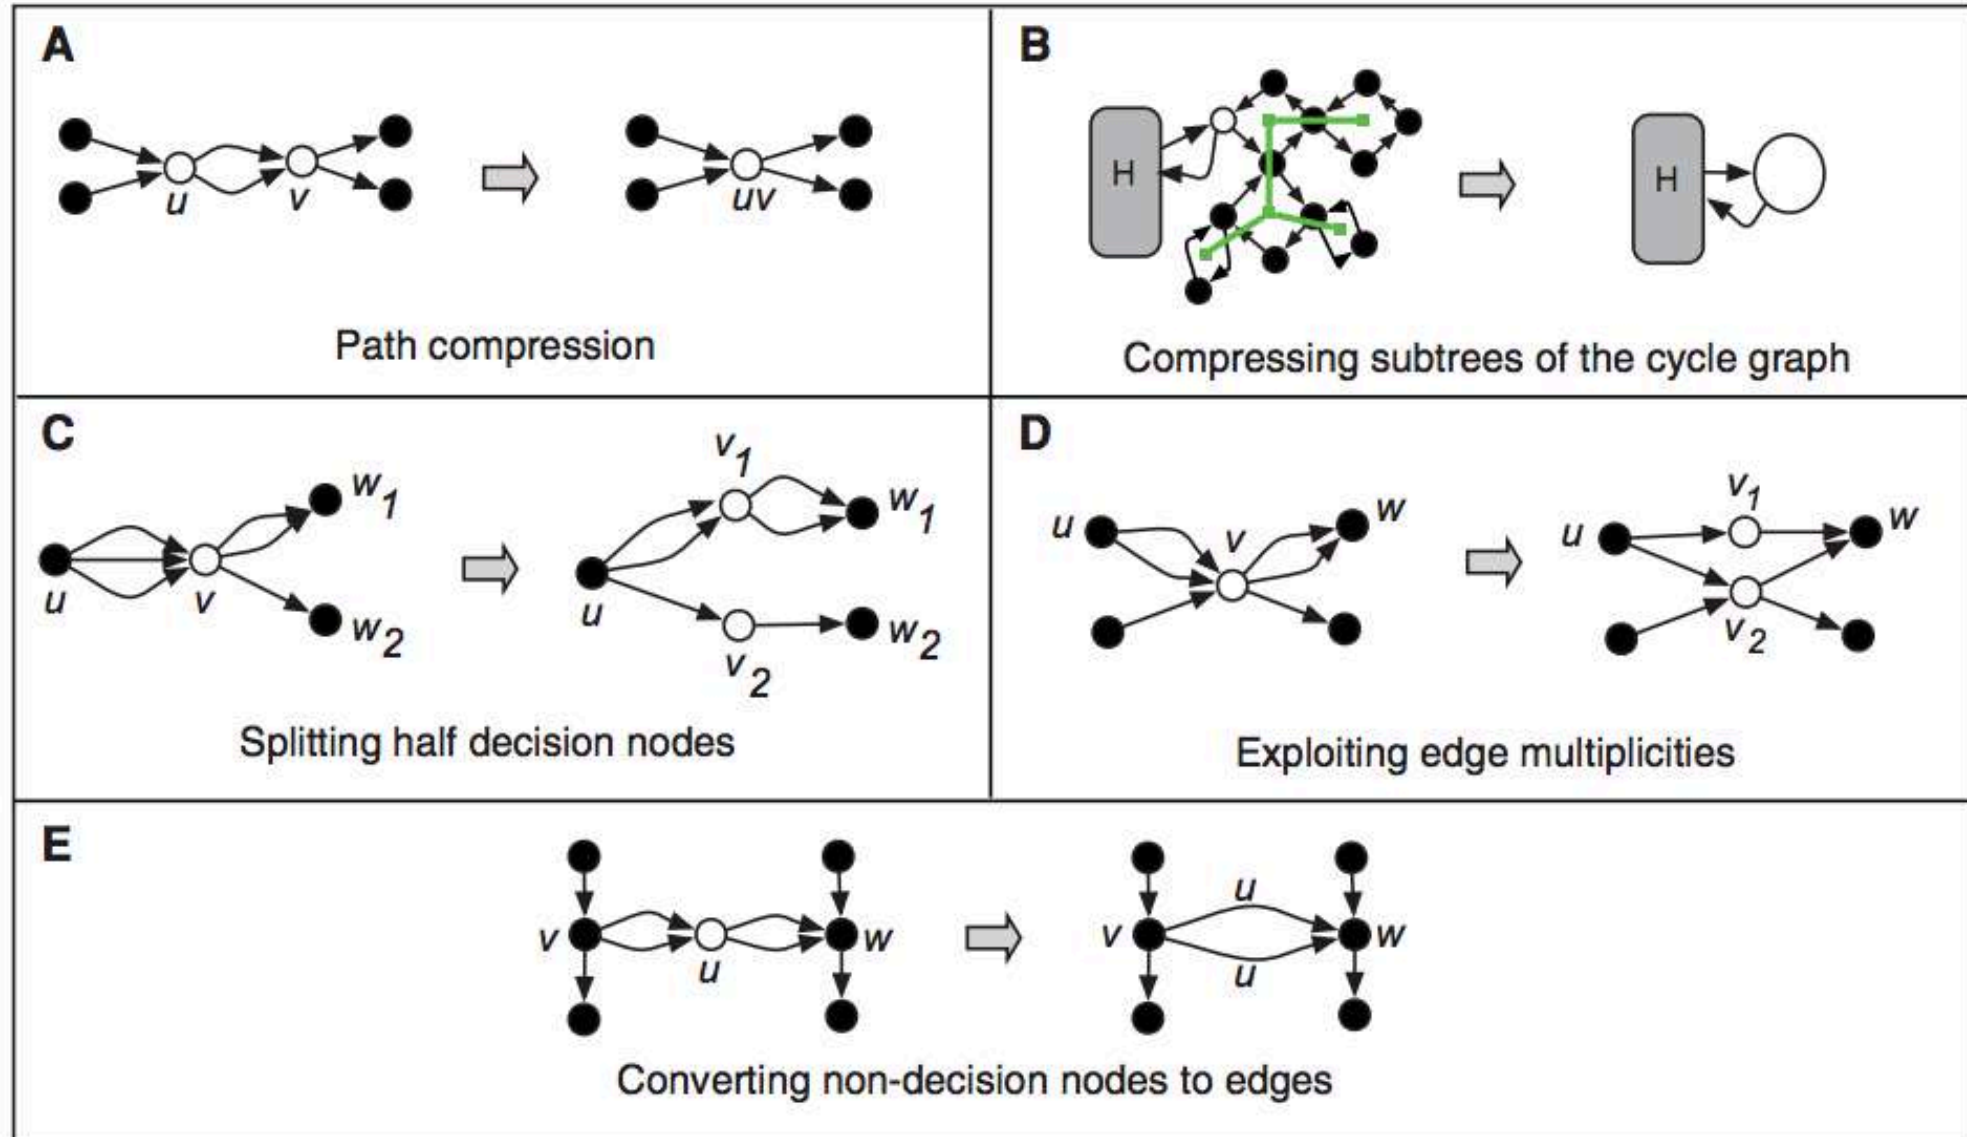 A
u
v
uv
Path compression
B
H
H
Compressing subtrees of the cycle graph
C
u
v
w1
w2
u
v1
v2
w1
w2
Splitting half decision nodes
D
u
v
w
u
v1
v2
w
Exploiting edge multiplicities
E
v
u
w
v
u
u
w
Converting non-decision nodes to edges